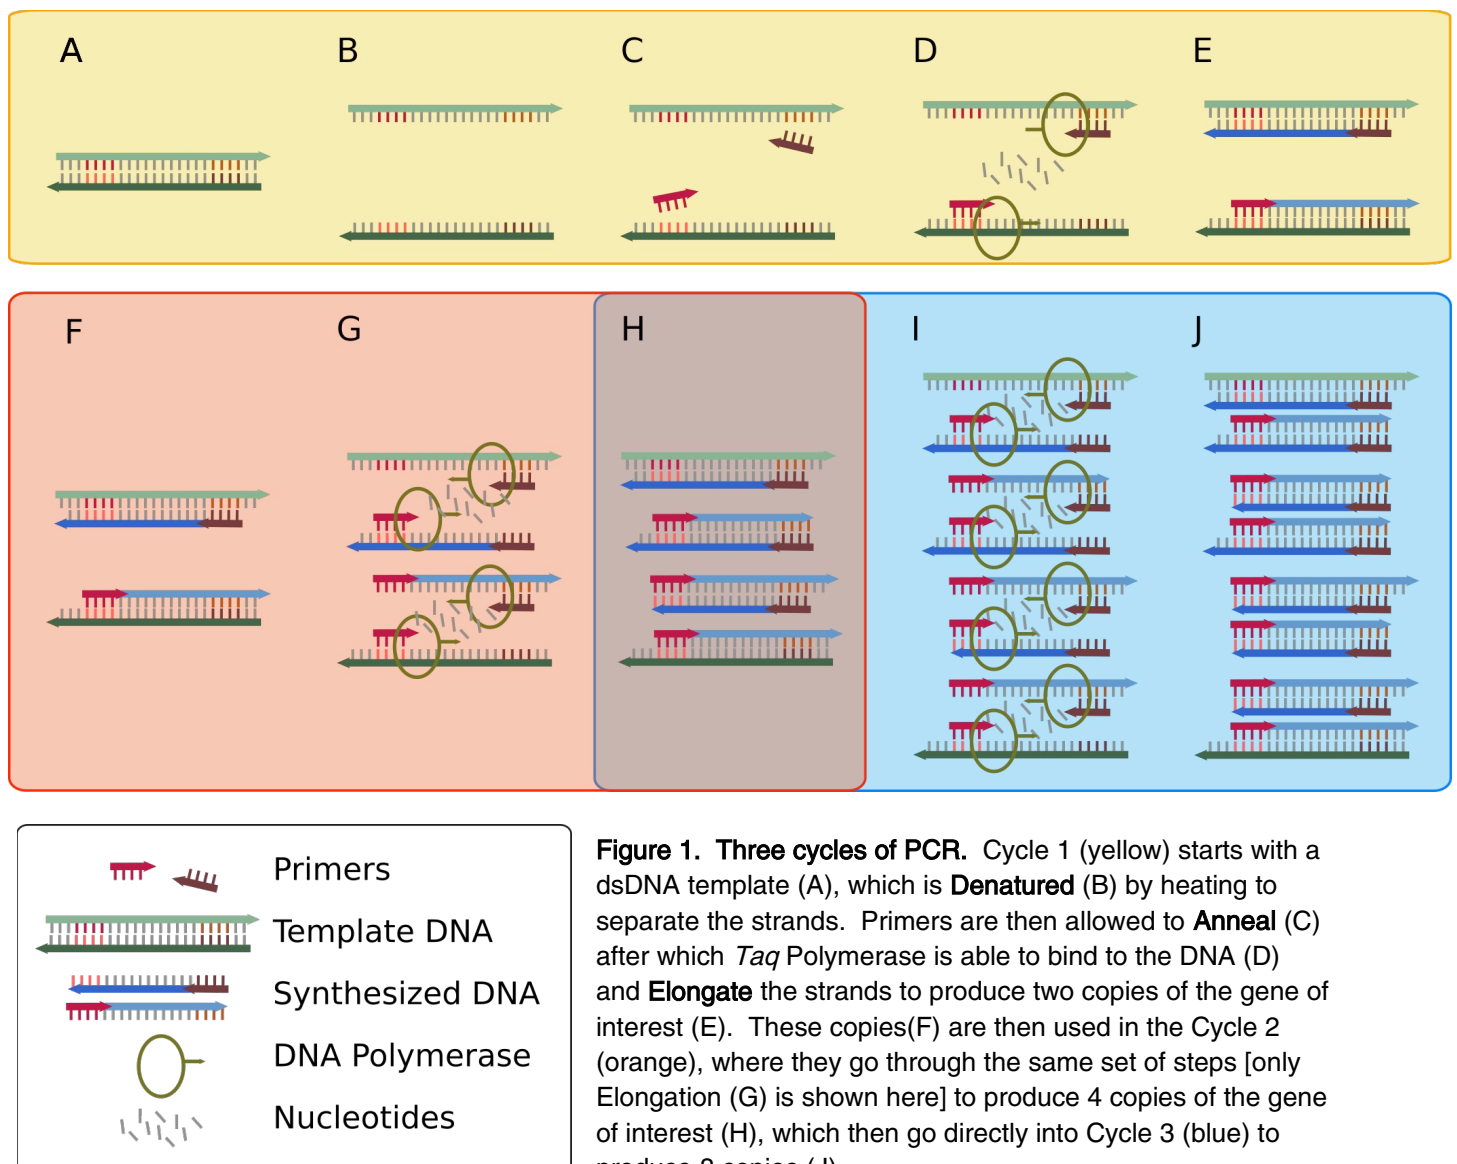 A B C D E
F G H I J
Primers
Template DNA
Synthesized DNA
DNA Polymerase
Nucleotides
Figure 1.  Three cycles of PCR.  Cycle 1 (yellow) starts with a
dsDNA template (A), which is Denatured (B) by heating to
separate the strands.  Primers are then allowed to Anneal (C)
after which Taq Polymerase is able to bind to the DNA (D)
and Elongate the strands to produce two copies of the gene of
interest (E).  These copies(F) are then used in the Cycle 2
(orange), where they go through the same set of steps [only
Elongation (G) is shown here] to produce 4 copies of the gene
of interest (H), which then go directly into Cycle 3 (blue) to
produce 8 copies (J)